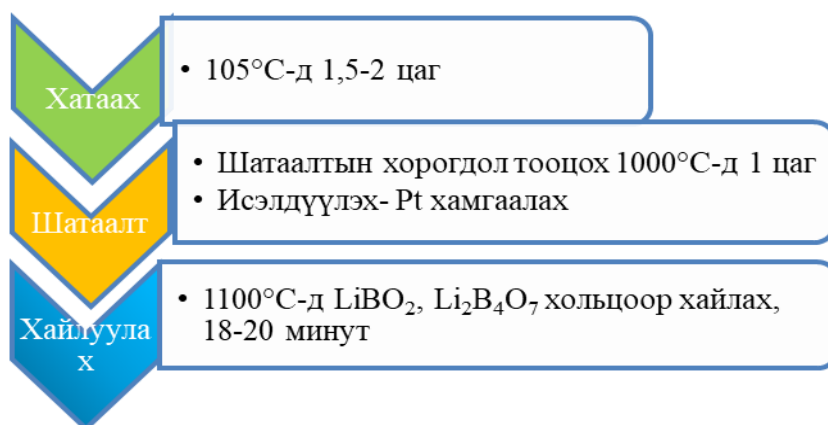 Хатаах
• 105°C-д 1,5-2 цаг
Шатаалт
• Шатаалтын хорогдол тооцох 1000°C-д 1 цаг
• Исэлдүүлэх- Pt хамгаалах
Хайлуула
х
• 1100°C-д LiBO₂, Li₂B₄O₇ хольцоор хайлах,
18-20 минут